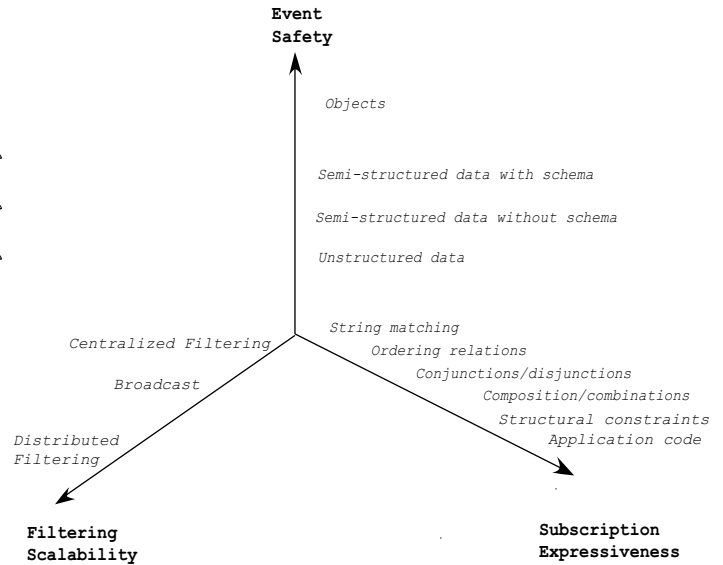 Event
Safety
Objects
Semi-structured data with schema
Semi-structured data without schema
Unstructured data
String matching
Centralized Filtering
Ordering relations
Conjunctions/disjunctions
Broadcast
Composition/combinations
Structural constraints
Application code
Distributed
Filtering
Filtering
Scalability
Subscription
Expressiveness